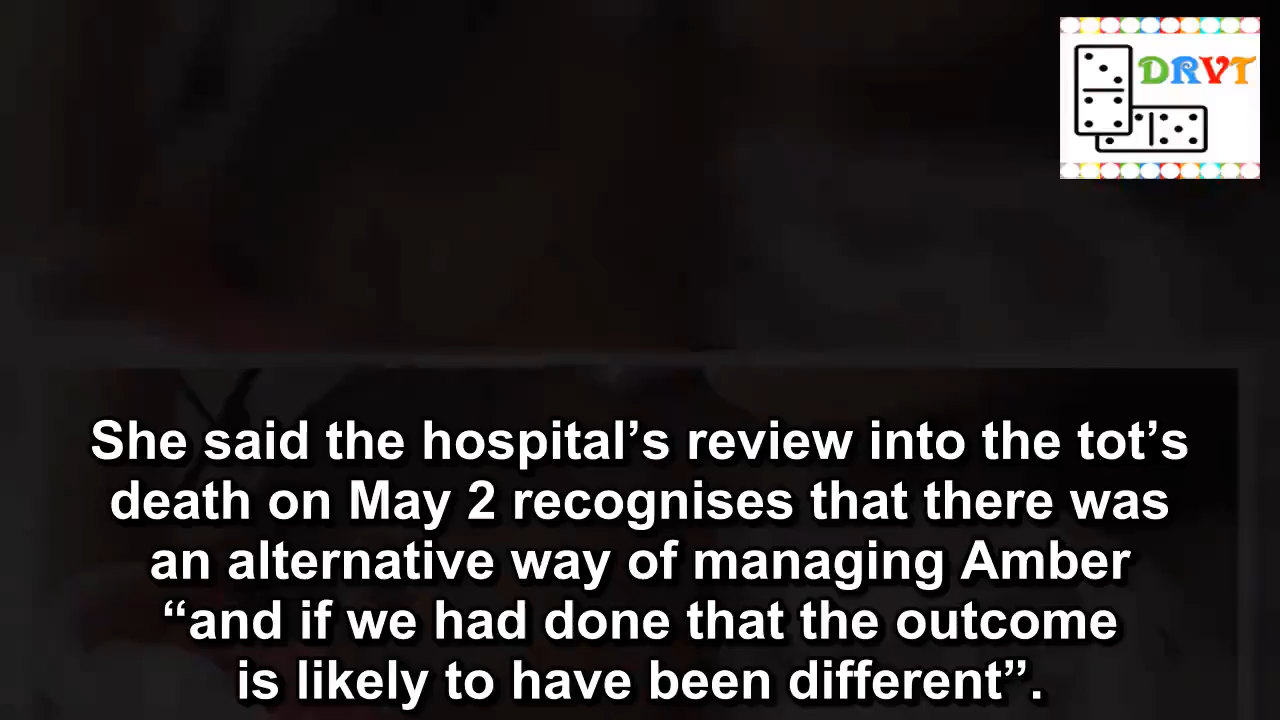 DRVT
She said the hospital’s review into the tot’s
death on May 2 recognises that there was
an alternative way of managing Amber
“and if we had done that the outcome
is likely to have been different”.